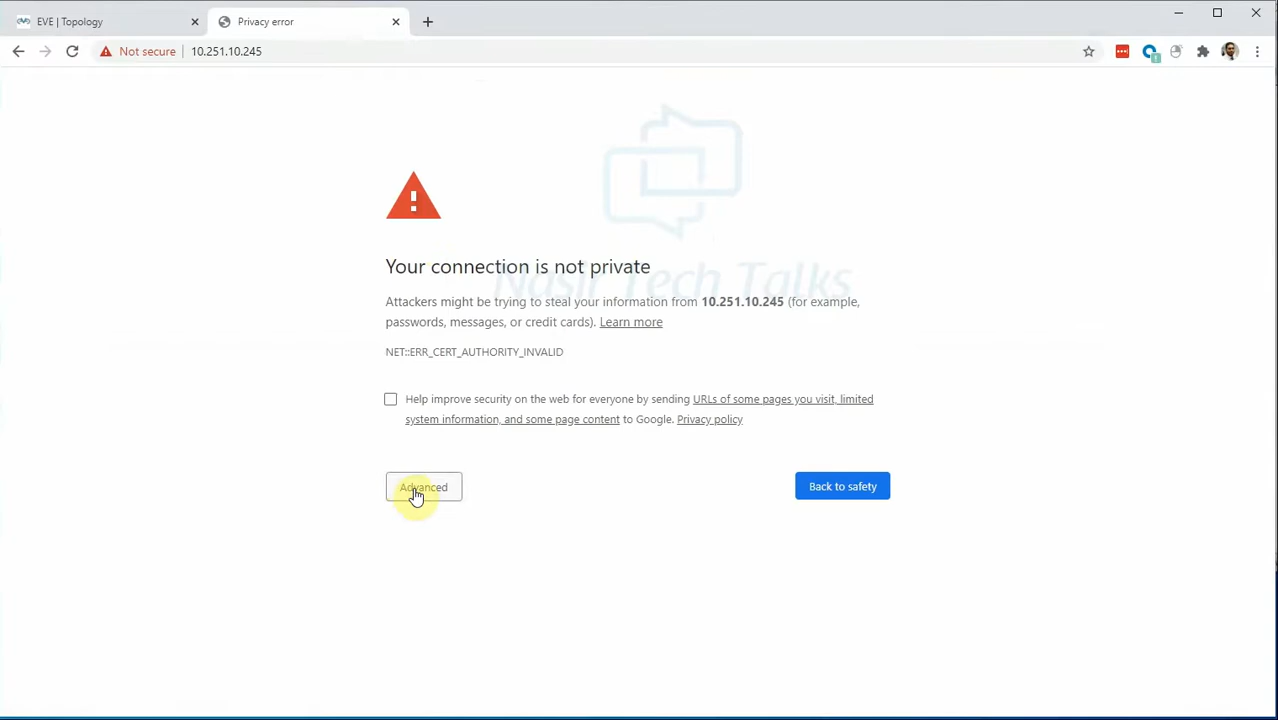 EVE | Topology
Privacy error
Not secure
10.251.10.245
Nasir Tech Talks
Your connection is not private
Attackers might be trying to steal your information from 10.251.10.245 (for example,
passwords, messages, or credit cards). Learn more
NET::ERR_CERT_AUTHORITY_INVALID
Help improve security on the web for everyone by sending URLs of some pages you visit, limited
system information, and some page content to Google. Privacy policy
Advanced
Back to safety